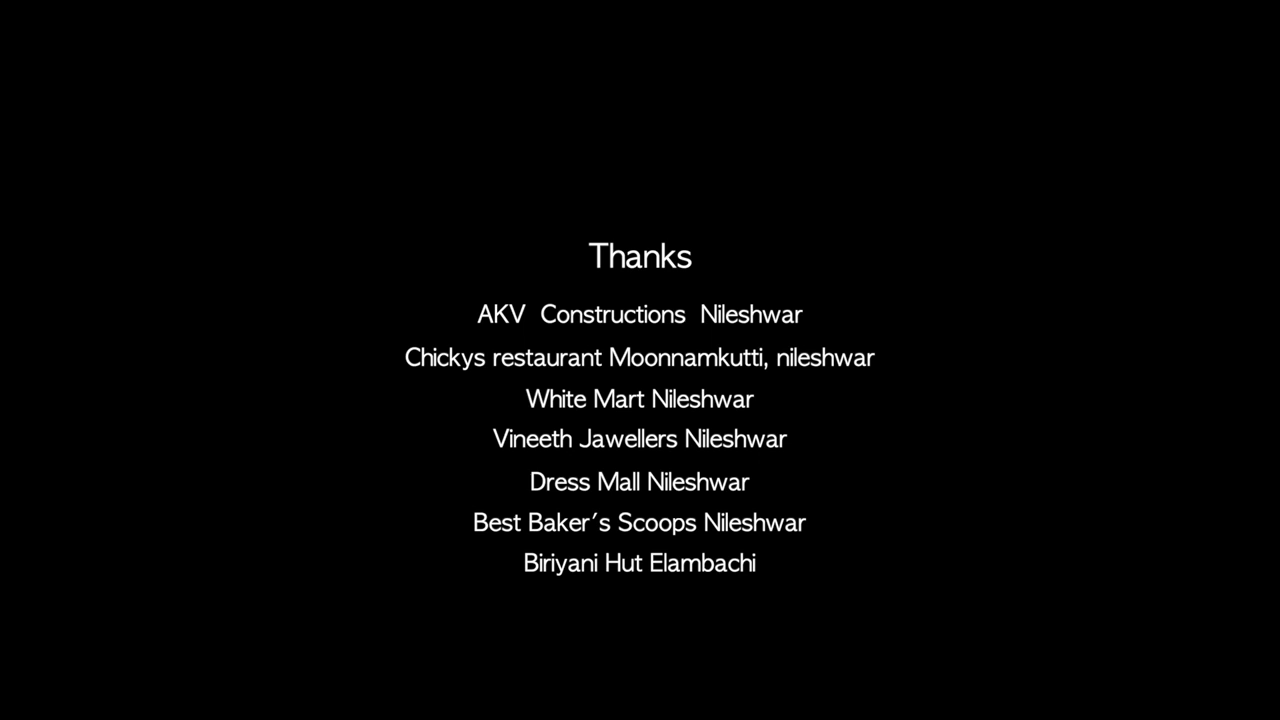 Thanks
AKV Constructions Nileshwar
Chickys restaurant Moonnamkutti, nileshwar
White Mart Nileshwar
Vineeth Jawellers Nileshwar
Dress Mall Nileshwar
Best Baker's Scoops Nileshwar
Biriyani Hut Elambachi